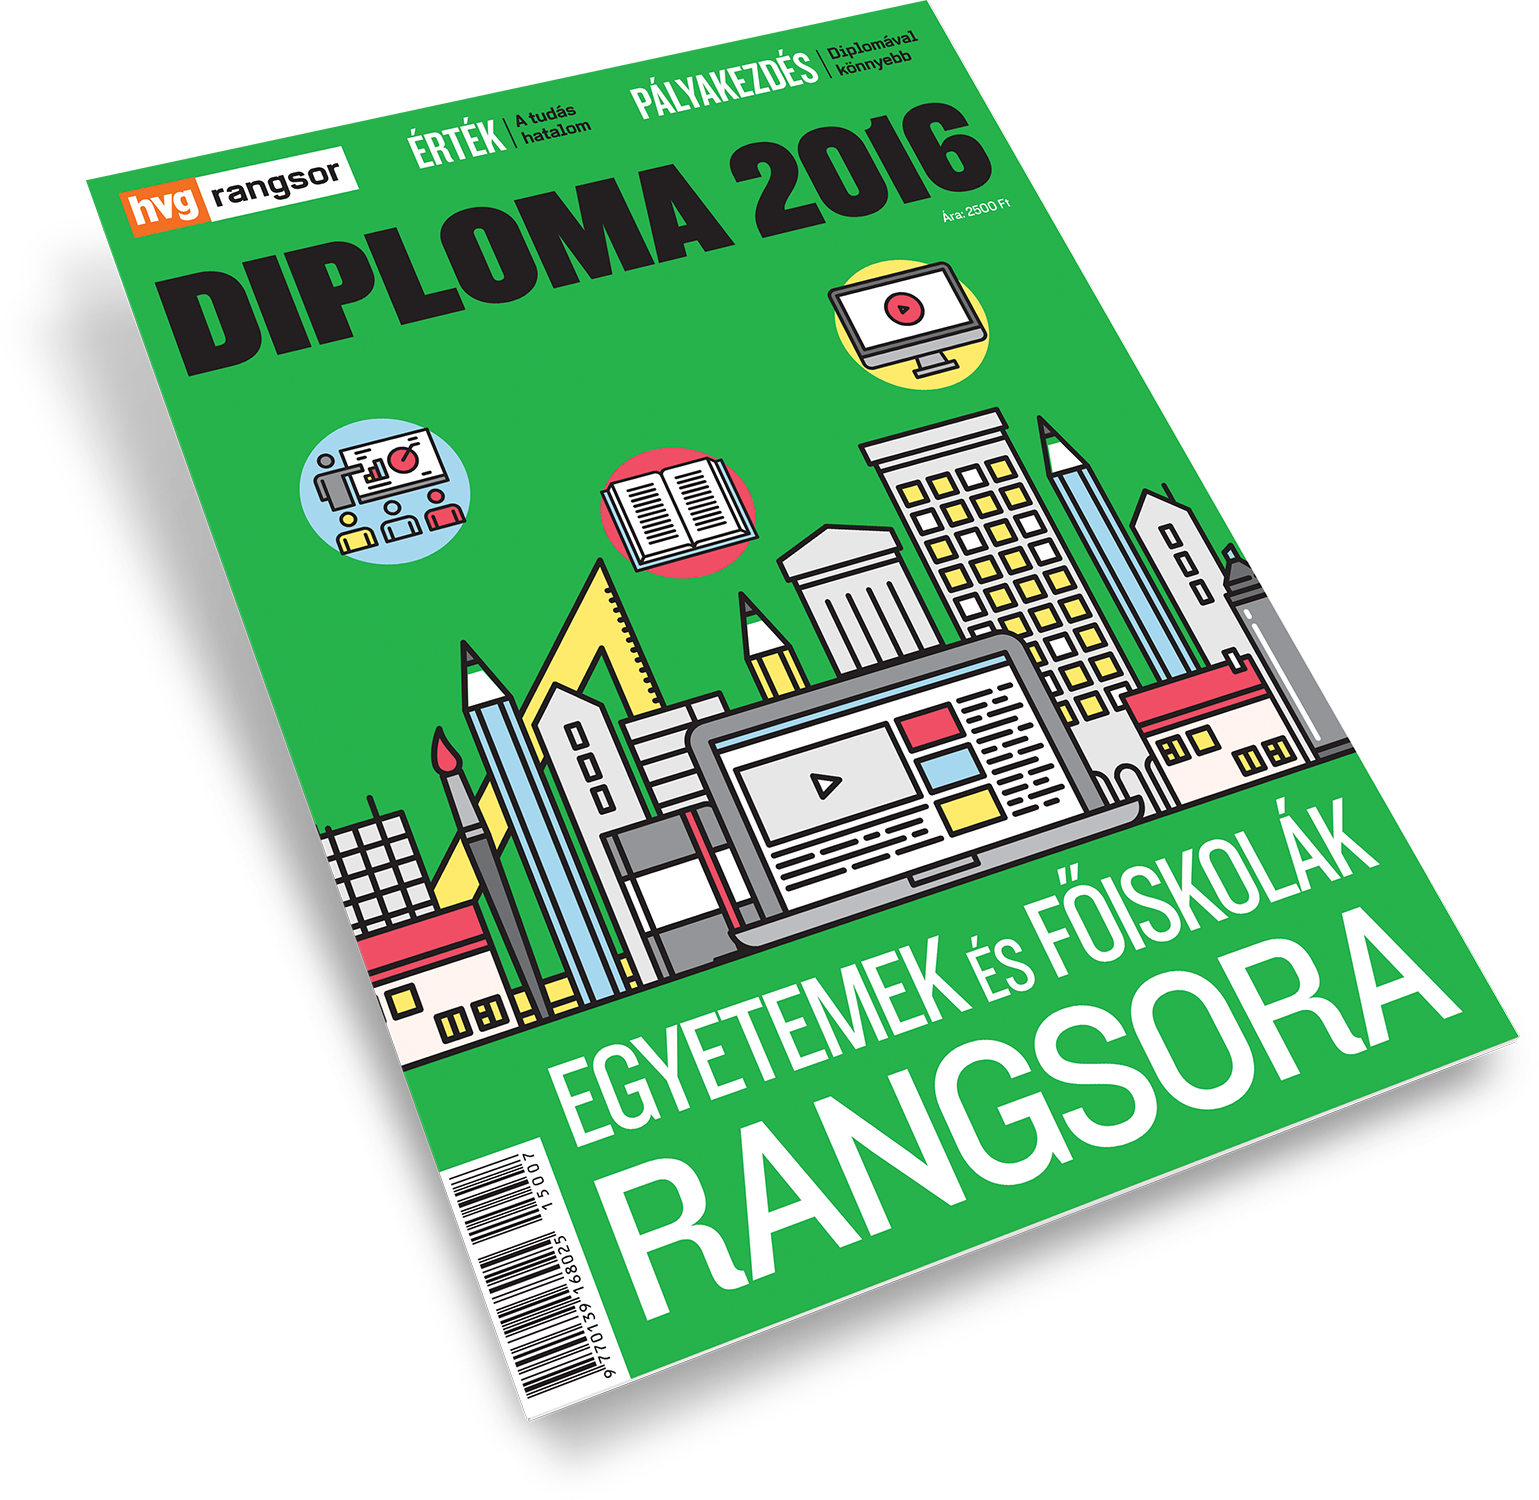 hvg rangsor
ÉRTÉK
A tudás
hatalom
PÁLYAKEZDÉS
Diplomával
könnyebb
DIPLOMA 2016
Ára: 2500 Ft
EGYETEMEK ÉS FŐISKOLÁK
RANGSORA
9 770139 168025
15007